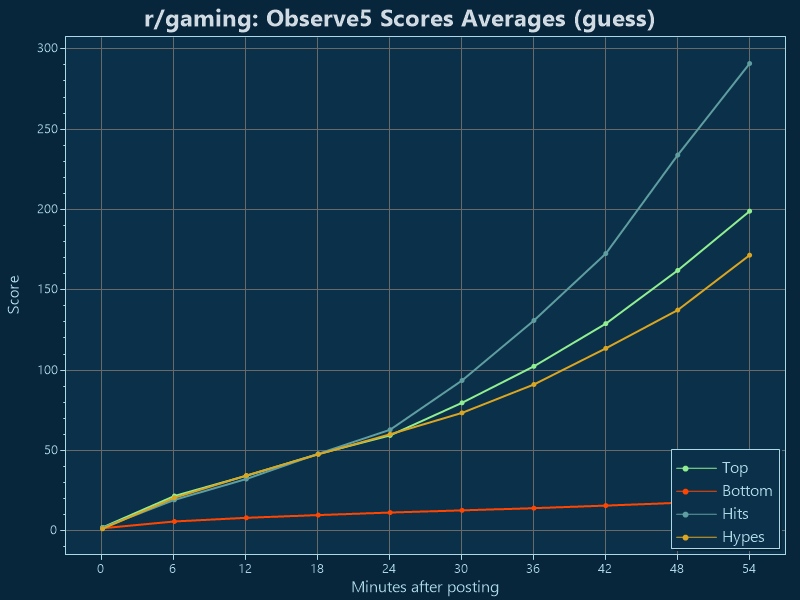 r/gaming: Observe5 Scores Averages (guess)
300
250
200
150
100
50
0
Score
0 6 12 18 24 30 36 42 48 54
Minutes after posting
Top
Bottom
Hits
Hypes